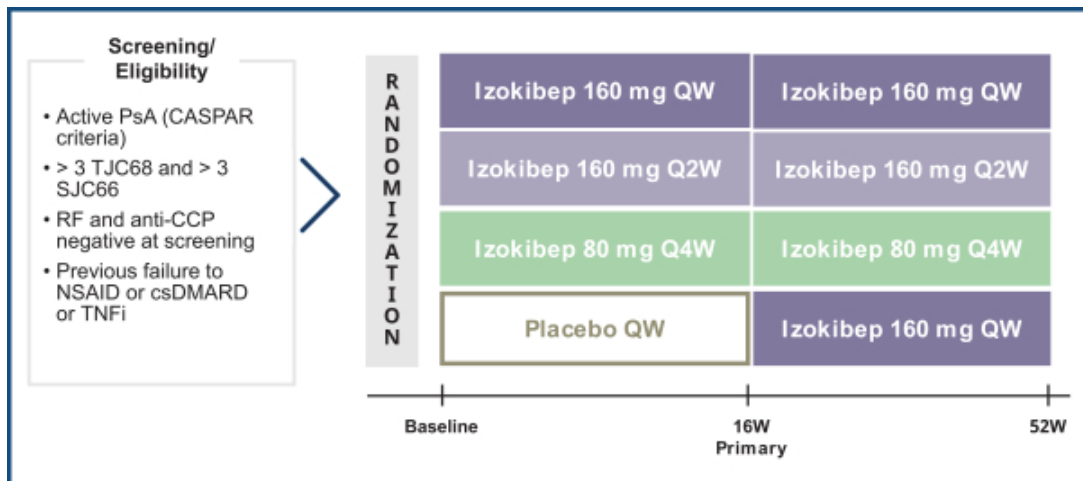 Screening/
Eligibility
• Active PsA (CASPAR
criteria)
• > 3 TJC68 and > 3
SJC66
• RF and anti-CCP
negative at screening
• Previous failure to
NSAID or csDMARD
or TNFi
RANDOMIZATION
Izokibep 160 mg QW
Izokibep 160 mg QW
Izokibep 160 mg Q2W
Izokibep 160 mg Q2W
Izokibep 80 mg Q4W
Izokibep 80 mg Q4W
Placebo QW
Izokibep 160 mg QW
Baseline
16W
Primary
52W